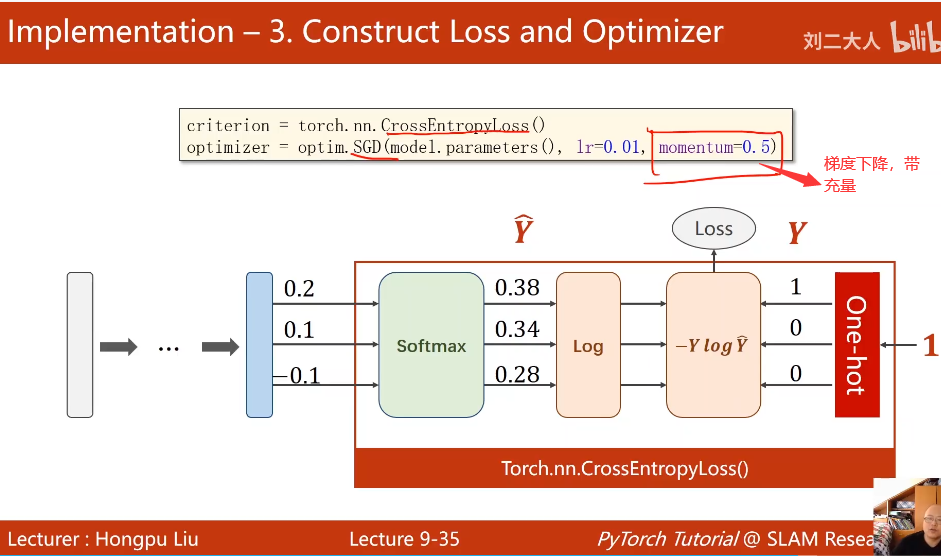 Implementation – 3. Construct Loss and Optimizer
刘二大人 bilib
criterion = torch.nn.CrossEntropyLoss()
optimizer = optim.SGD(model.parameters(), lr=0.01, momentum=0.5)
梯度下降，带
充量
Ŷ
Loss
Y
0.2
0.38
1
0.1
0.34
0
−0.1
0.28
0
...
Softmax
Log
−Y log Ŷ
One-hot
1
Torch.nn.CrossEntropyLoss()
Lecturer : Hongpu Liu
Lecture 9-35
PyTorch Tutorial @ SLAM Resea